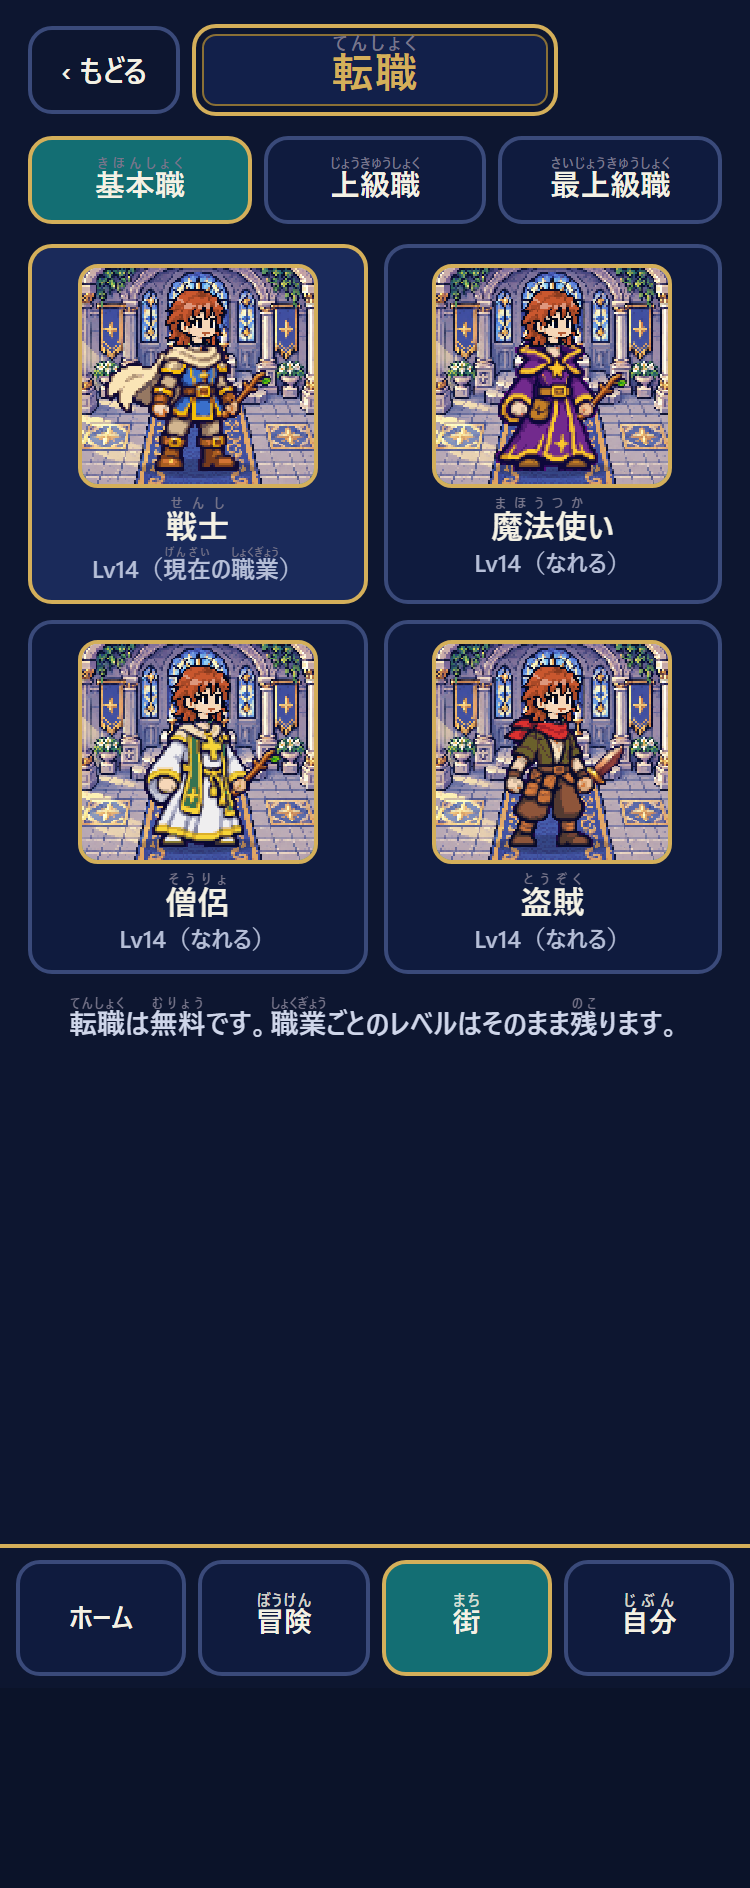 ‹ もどる
てんしょく
転職
きほんしょく
基本職
じょうきゅうしょく
上級職
さいじょうきゅうしょく
最上級職
せんし
戦士
げんざい しょくぎょう
Lv14（現在の職業）
まほうつか
魔法使い
Lv14（なれる）
そうりょ
僧侶
Lv14（なれる）
とうぞく
盗賊
Lv14（なれる）
てんしょく むりょう しょくぎょう のこ
転職は無料です。職業ごとのレベルはそのまま残ります。
ホーム
ぼうけん
冒険
まち
街
じぶん
自分